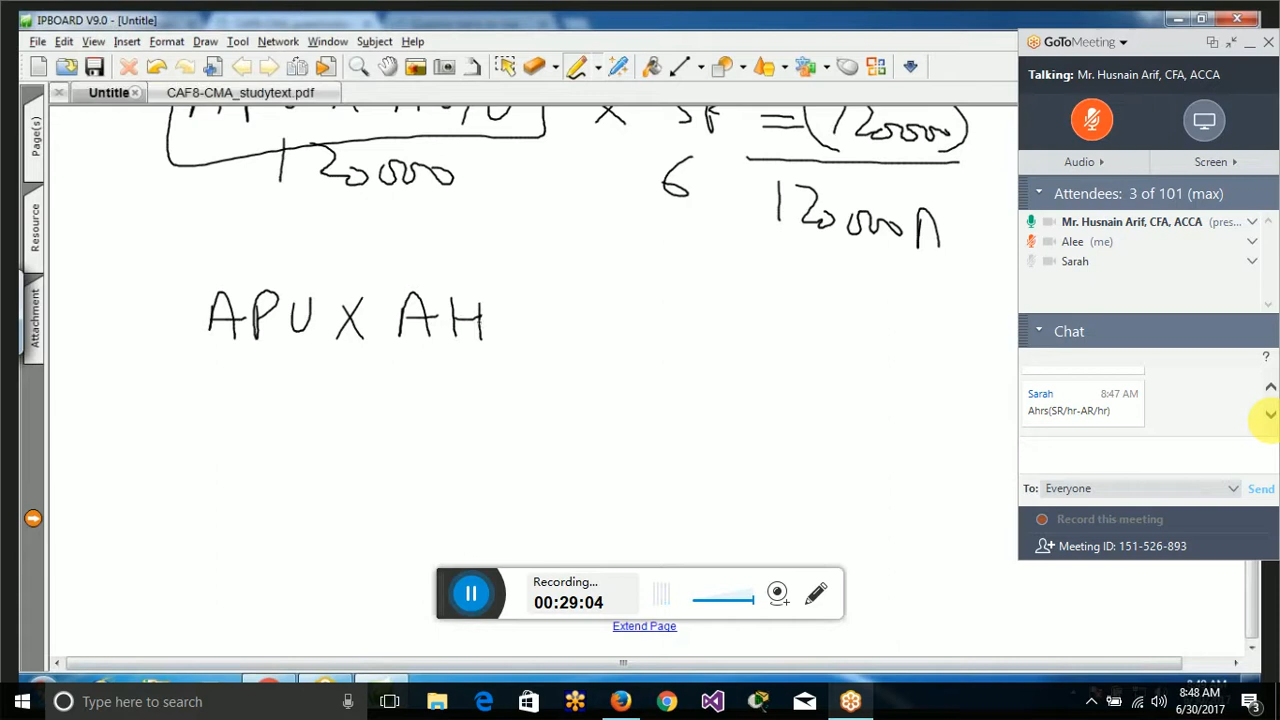 IPBOARD V9.0 - [Untitle]
File Edit View Insert Format Draw Tool Network Window Subject Help
GoToMeeting
Talking: Mr. Husnain Arif, CFA, ACCA
Untitle CAF8-CMA_studytext.pdf
Page(s)
Resource
Attachment
X = (120000)
120000 6 120000 A
APU X AH
Audio Screen
Attendees: 3 of 101 (max)
Mr. Husnain Arif, CFA, ACCA (pres...
Alee (me)
Sarah
Chat
?
Sarah 8:47 AM
Ahrs(SR/hr-AR/hr)
To: Everyone Send
Record this meeting
Meeting ID: 151-526-893
Recording...
00:29:04
Extend Page
Type here to search
8:48 AM
6/30/2017
3